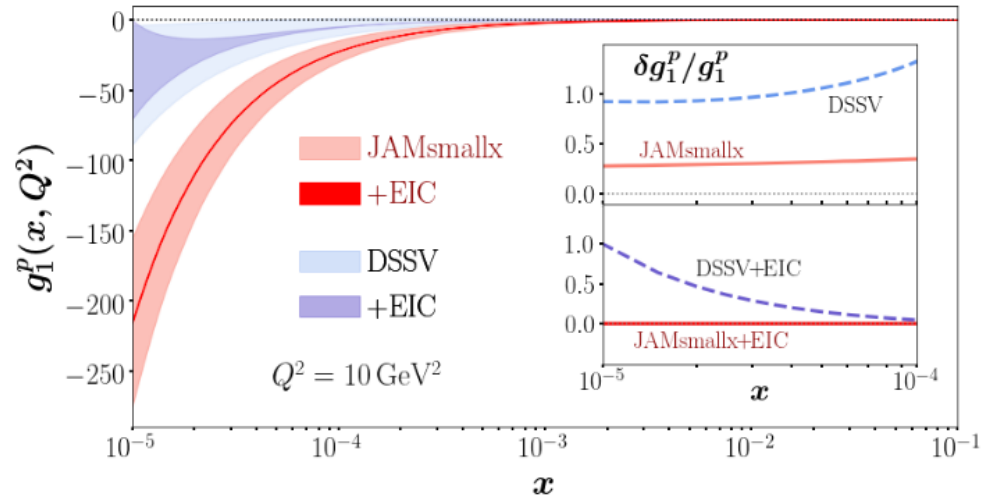 g₁ᵖ(x, Q²)
0
−50
−100
−150
−200
−250
JAMsmallx
+EIC
DSSV
+EIC
Q² = 10 GeV²
10⁻⁵
10⁻⁴
10⁻³
10⁻²
10⁻¹
x
δg₁ᵖ/g₁ᵖ
1.0
0.5
0.0
DSSV
JAMsmallx
1.0
0.5
0.0
DSSV+EIC
JAMsmallx+EIC
10⁻⁵
x
10⁻⁴